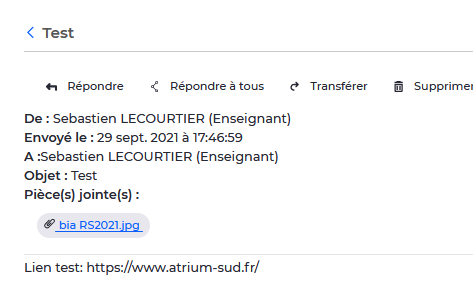 Test
Répondre Répondre à tous Transférer Supprimer
De : Sebastien LECOURTIER (Enseignant)
Envoyé le : 29 sept. 2021 à 17:46:59
A :Sebastien LECOURTIER (Enseignant)
Objet : Test
Pièce(s) jointe(s) :
bia RS2021.jpg
Lien test: https://www.atrium-sud.fr/